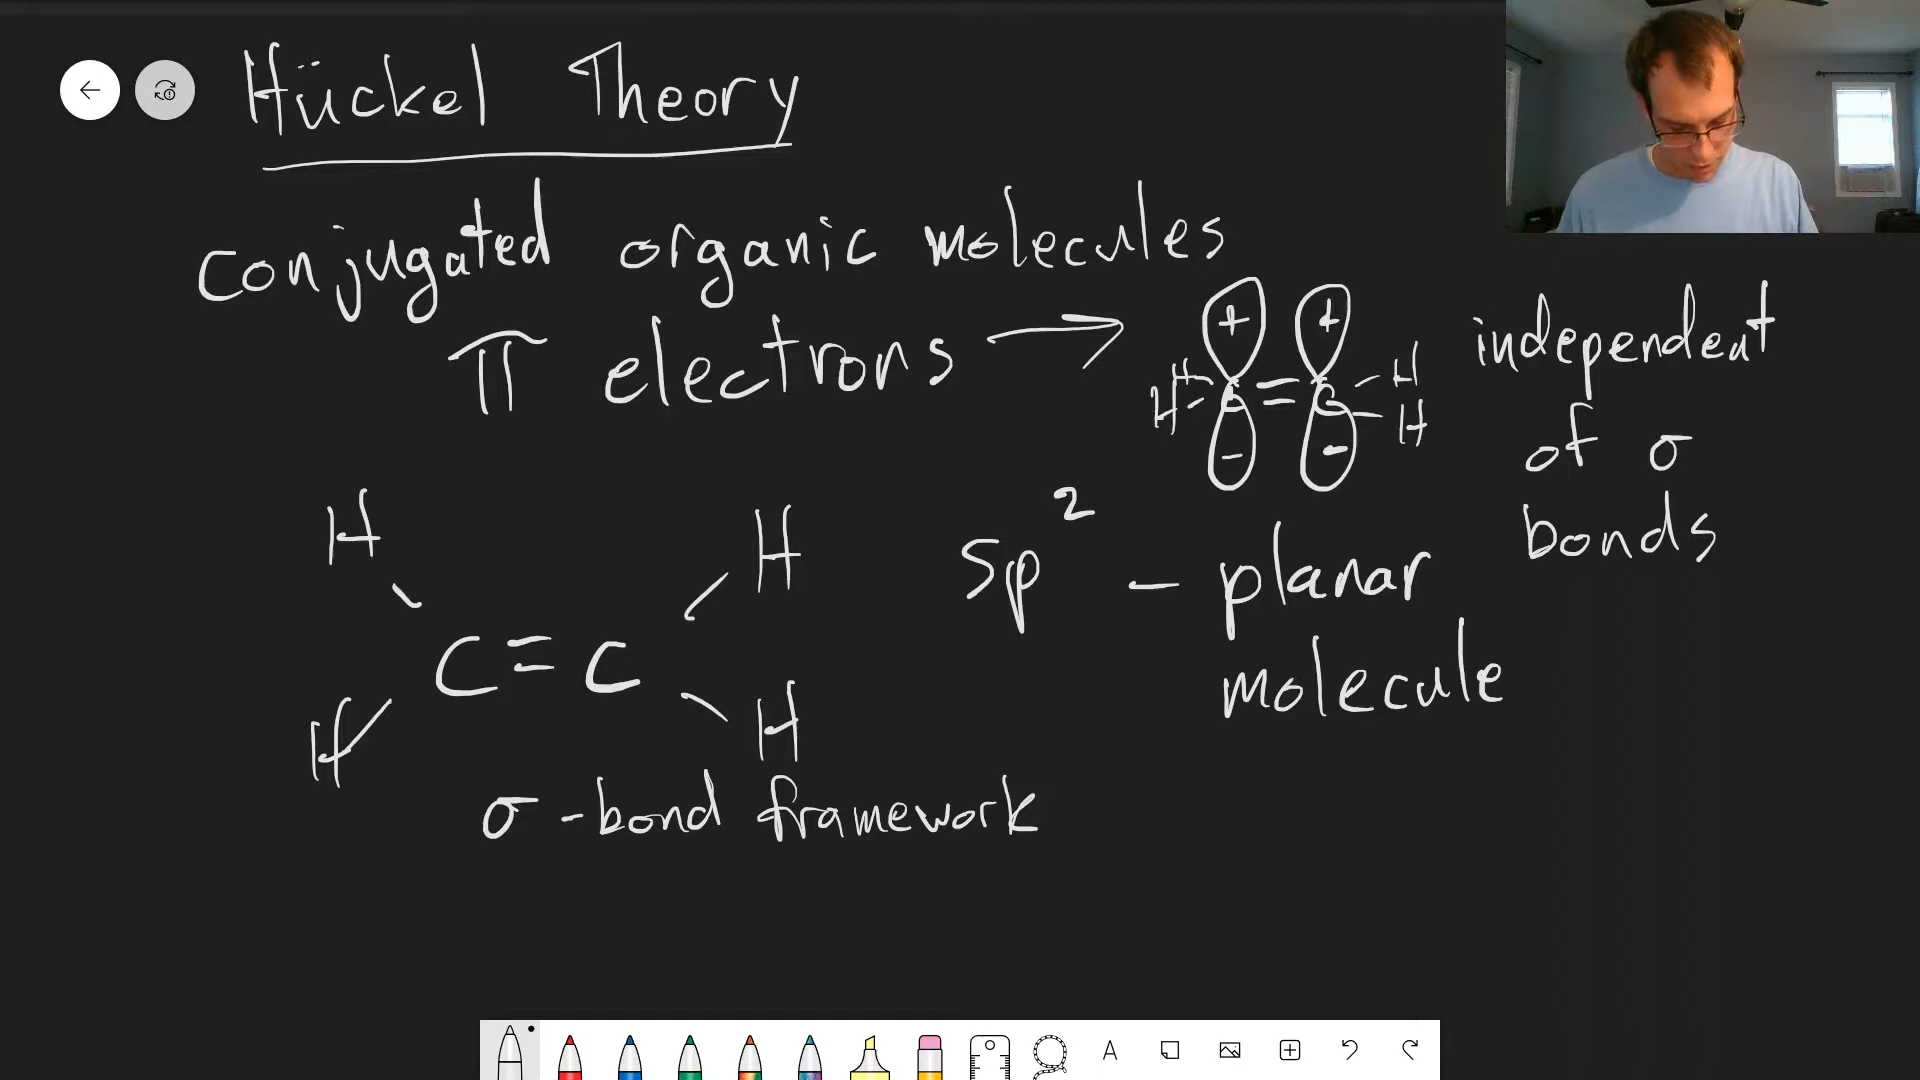 Hückel Theory
conjugated organic molecules
π electrons →
+ +
H C = C H
H H
- -
independent
of σ
bonds
H H
C = C
H H
sp² - planar
molecule
σ - bond framework
A